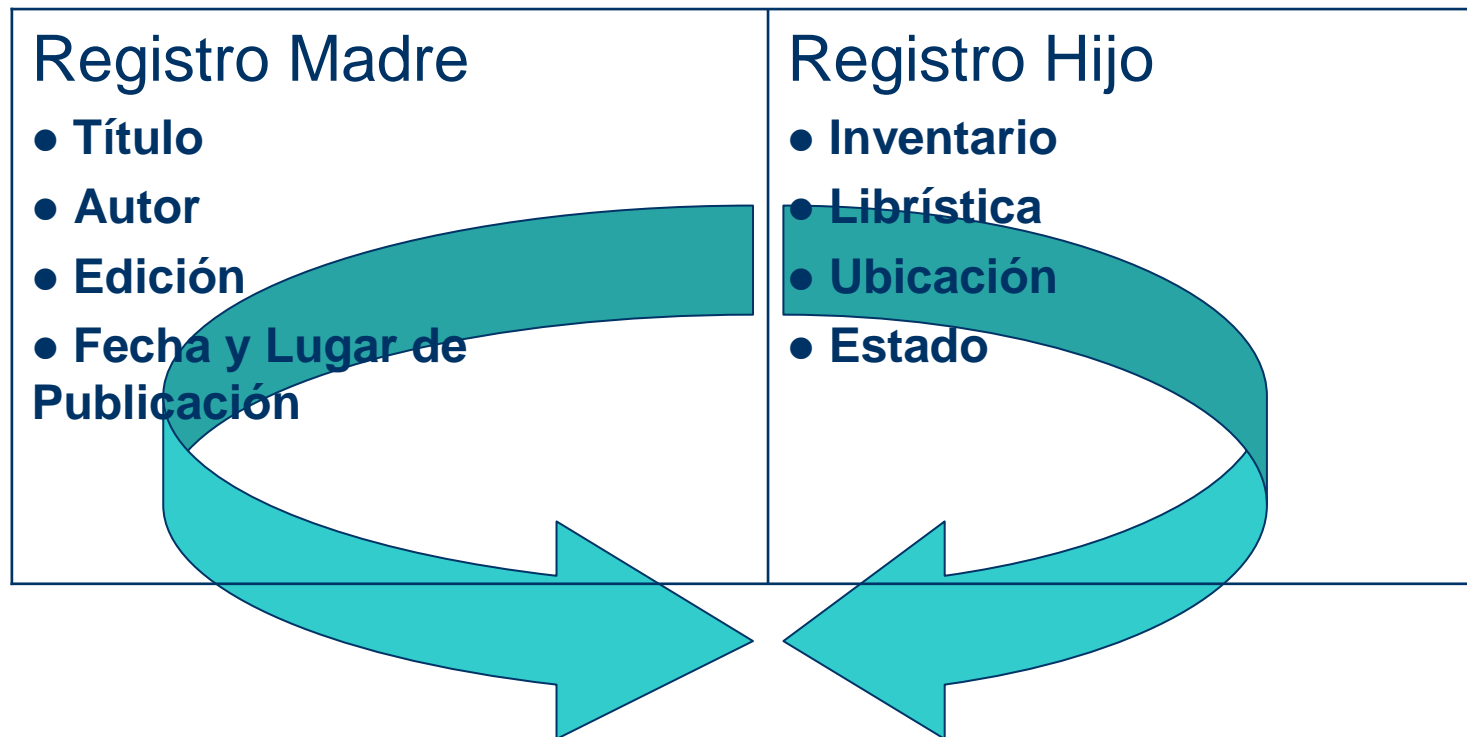 Registro Madre
● Título
● Autor
● Edición
● Fecha y Lugar de
Publicación
Registro Hijo
● Inventario
● Librística
● Ubicación
● Estado